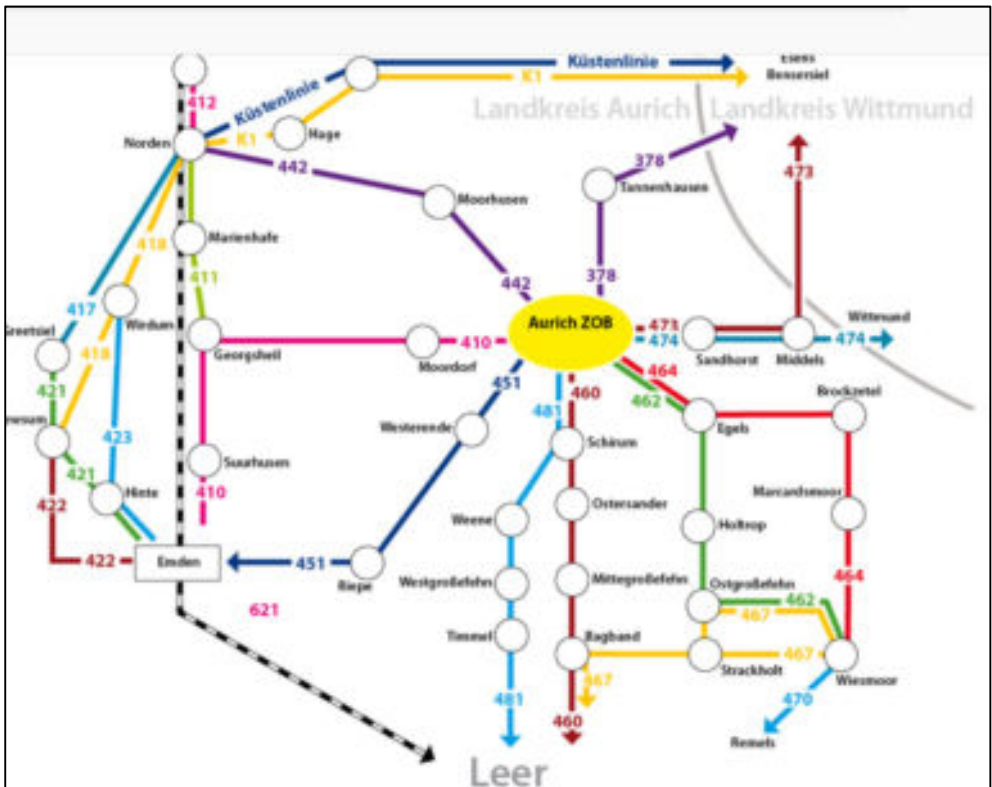 Küstenlinie
Esens
Bensersiel
K1
412
Küstenlinie
Landkreis Aurich
Landkreis Wittmund
Norden
K1
Hage
442
378
473
Tannenhausen
Moorhusen
418
Marienhafe
411
442
378
417
Wirdum
Aurich ZOB
473
474
Wittmund
474
Greetsiel
Georgsheil
410
Moordorf
Sandhorst
Middels
418
451
464
462
Brockzetel
421
481
460
Egels
423
Westerende
Schirum
421
Suurhusen
Hinte
410
422
Weene
Ostersander
Marcardsmoor
Holtrop
422
Emden
451
Riepe
Westgroßefehn
Mittegroßefehn
Ostgroßefehn
464
462
467
621
Timmel
Bagband
467
Strackholt
Wiesmoor
467
481
460
470
Remels
Leer